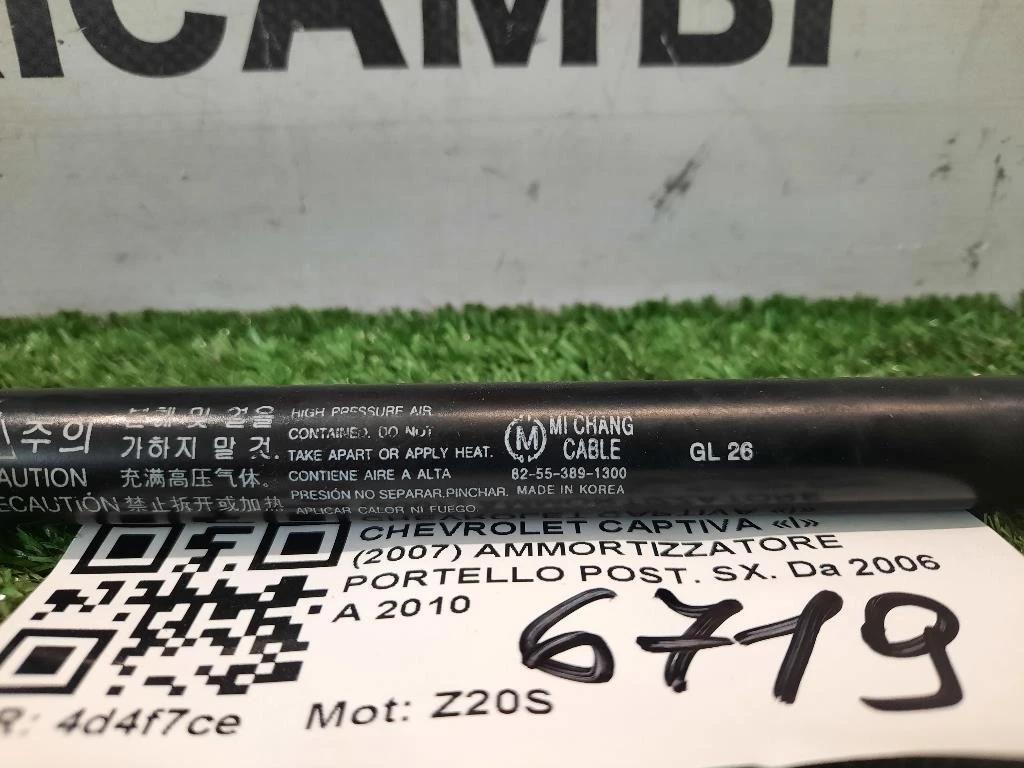 RICAMBI
주의
CAUTION
PRECAUCIÓN
분해 및 열을
가하지 말 것.
充满高压气体。
禁止拆开或加热
HIGH PRESSURE AIR
CONTAINED. DO NOT
TAKE APART OR APPLY HEAT.
CONTIENE AIRE A ALTA
PRESIÓN NO SEPARAR.PINCHAR.
APLICAR CALOR NI FUEGO.
M
MI CHANG
CABLE
82-55-389-1300
MADE IN KOREA
GL 26
CHEVROLET CAPTIVA «I»
(2007) AMMORTIZZATORE
PORTELLO POST. SX. Da 2006
A 2010
6719
R: 4d4f7ce
Mot: Z20S